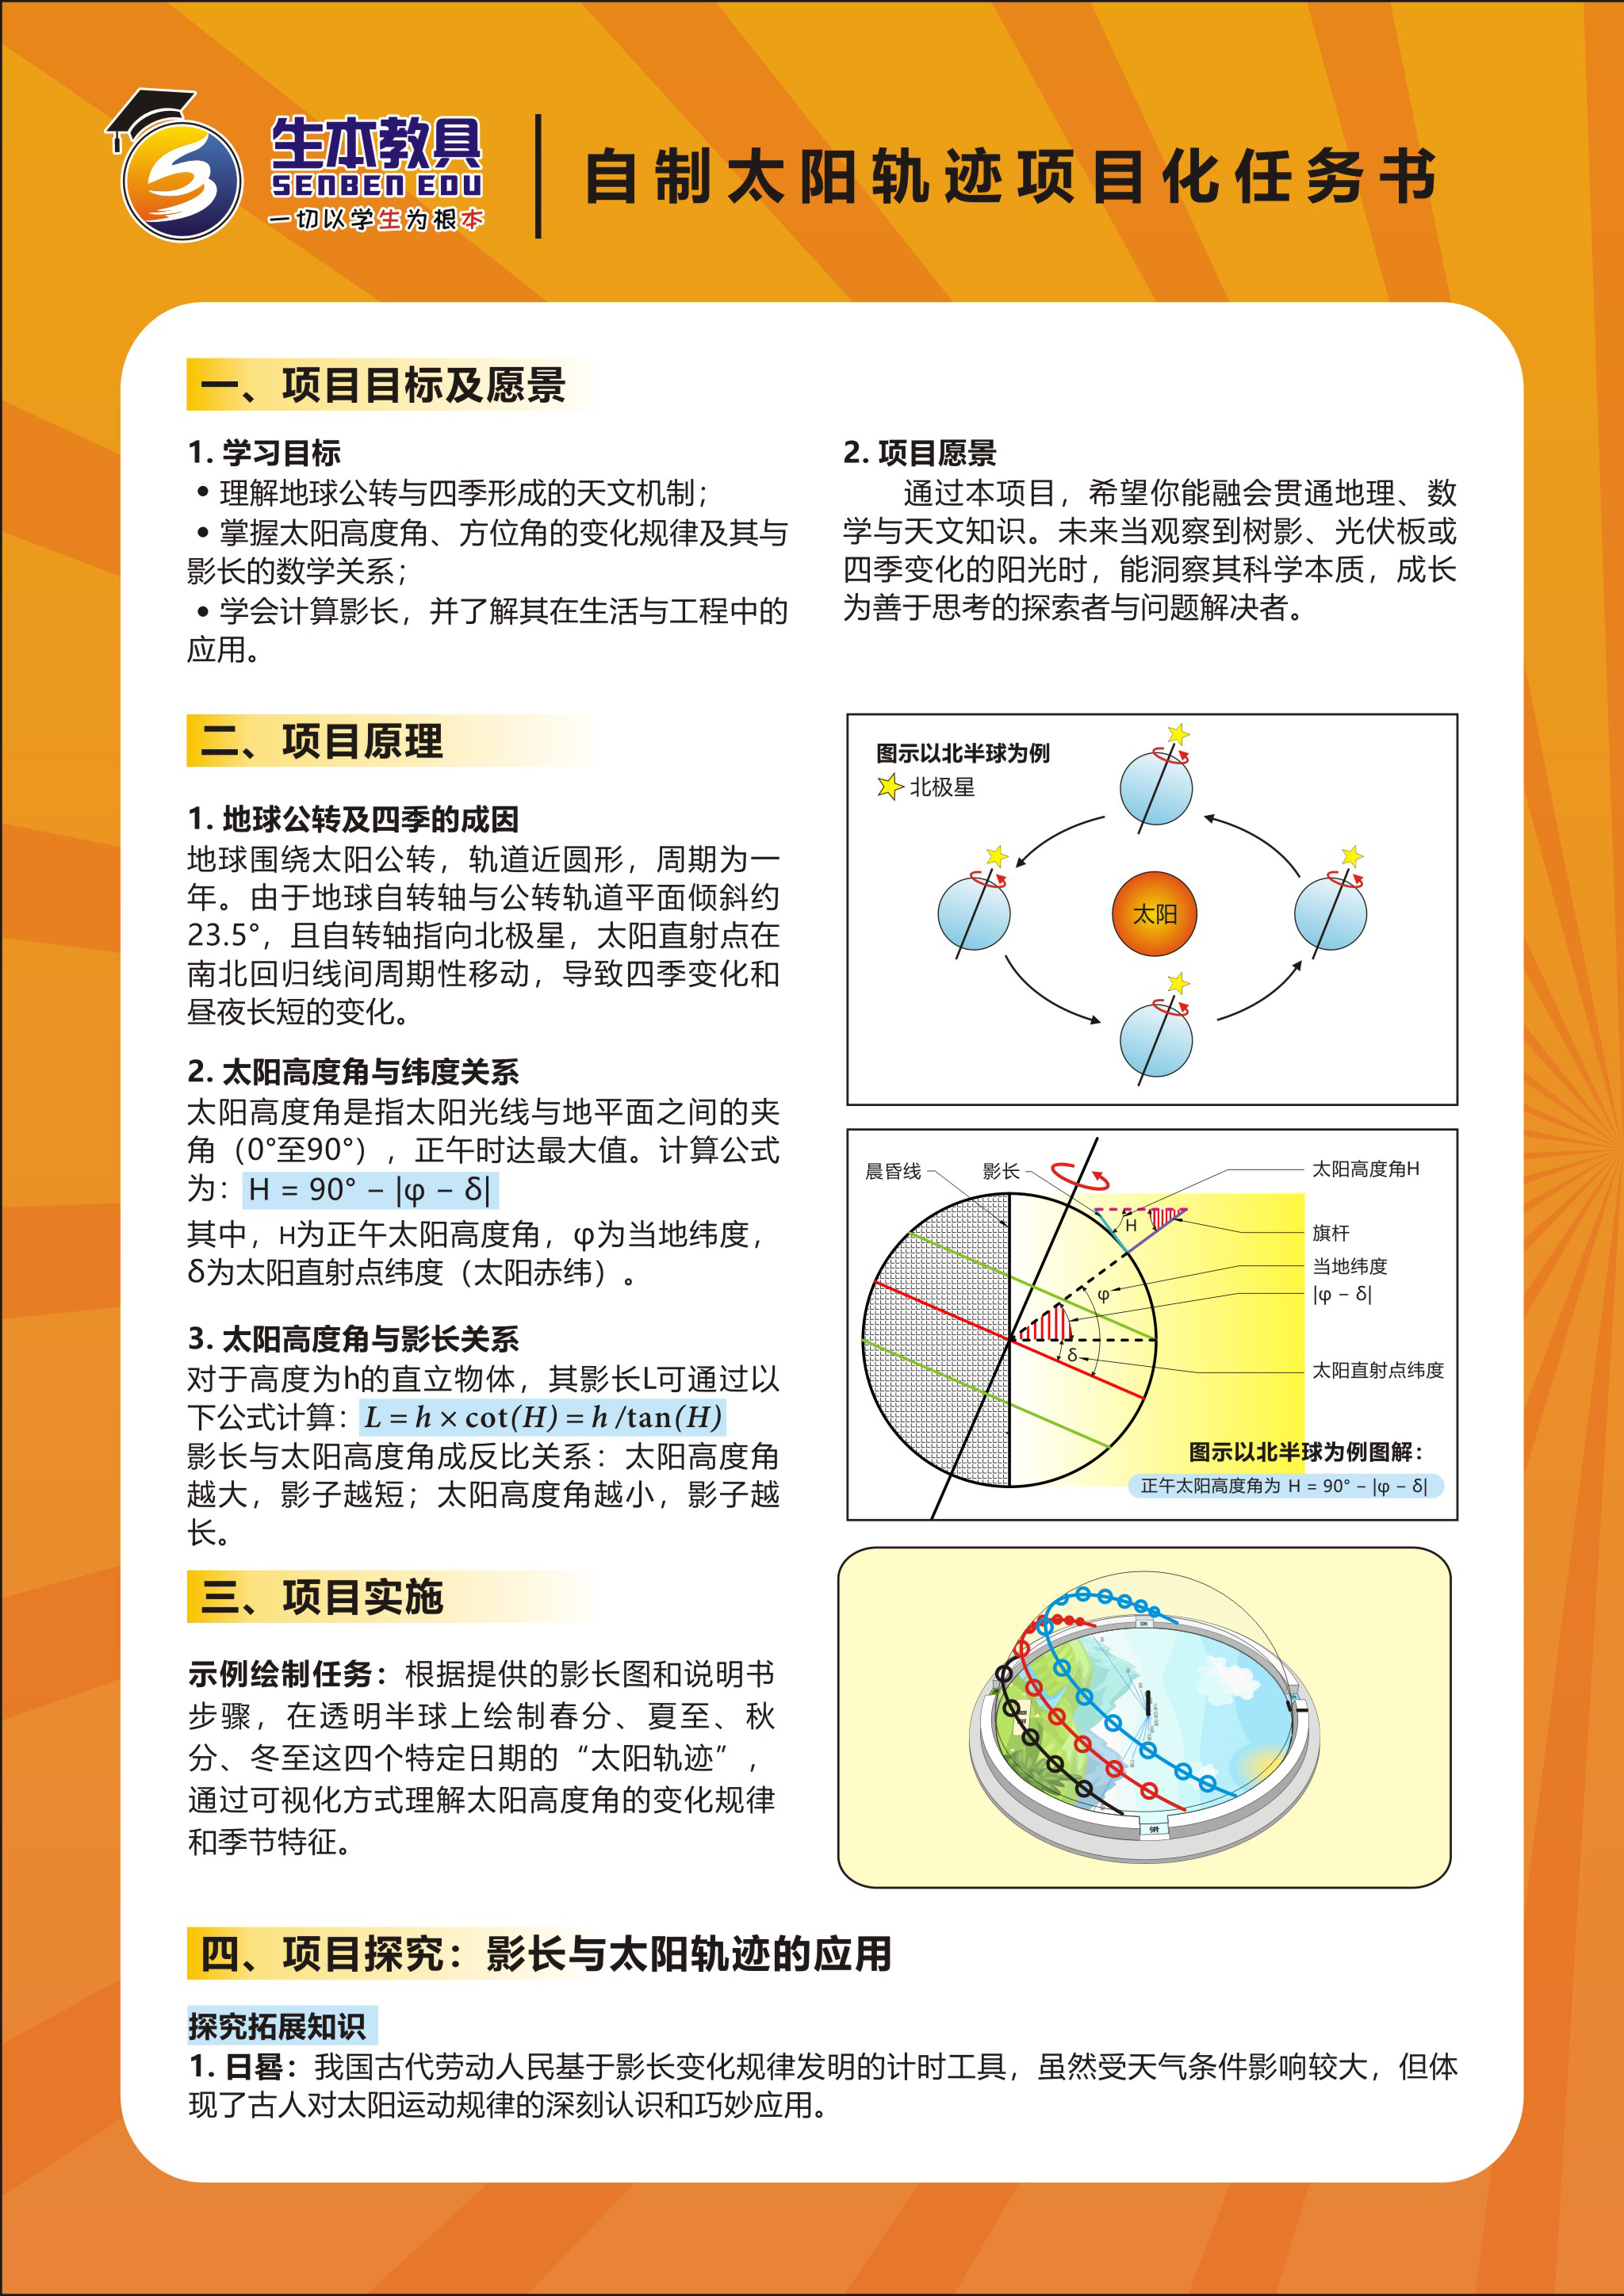 生本教具
SENBEN EDU
一切以学生为根本
自制太阳轨迹项目化任务书
一、项目目标及愿景
1. 学习目标
• 理解地球公转与四季形成的天文机制；
• 掌握太阳高度角、方位角的变化规律及其与
影长的数学关系；
• 学会计算影长，并了解其在生活与工程中的
应用。
2. 项目愿景
通过本项目，希望你能融会贯通地理、数
学与天文知识。未来当观察到树影、光伏板或
四季变化的阳光时，能洞察其科学本质，成长
为善于思考的探索者与问题解决者。
二、项目原理
1. 地球公转及四季的成因
地球围绕太阳公转，轨道近圆形，周期为一
年。由于地球自转轴与公转轨道平面倾斜约
23.5°，且自转轴指向北极星，太阳直射点在
南北回归线间周期性移动，导致四季变化和
昼夜长短的变化。
2. 太阳高度角与纬度关系
太阳高度角是指太阳光线与地平面之间的夹
角（0°至90°），正午时达最大值。计算公式
为：H = 90° − |φ − δ|
其中，H为正午太阳高度角，φ为当地纬度，
δ为太阳直射点纬度（太阳赤纬）。
3. 太阳高度角与影长关系
对于高度为h的直立物体，其影长L可通过以
下公式计算：L = h × cot(H) = h /tan(H)
影长与太阳高度角成反比关系：太阳高度角
越大，影子越短；太阳高度角越小，影子越
长。
图示以北半球为例
北极星
太阳
晨昏线
影长
太阳高度角H
H
旗杆
当地纬度
φ
|φ − δ|
δ
太阳直射点纬度
图示以北半球为例图解：
正午太阳高度角为 H = 90° − |φ − δ|
三、项目实施
示例绘制任务：根据提供的影长图和说明书
步骤，在透明半球上绘制春分、夏至、秋
分、冬至这四个特定日期的“太阳轨迹”，
通过可视化方式理解太阳高度角的变化规律
和季节特征。
四、项目探究：影长与太阳轨迹的应用
探究拓展知识
1. 日晷：我国古代劳动人民基于影长变化规律发明的计时工具，虽然受天气条件影响较大，但体
现了古人对太阳运动规律的深刻认识和巧妙应用。